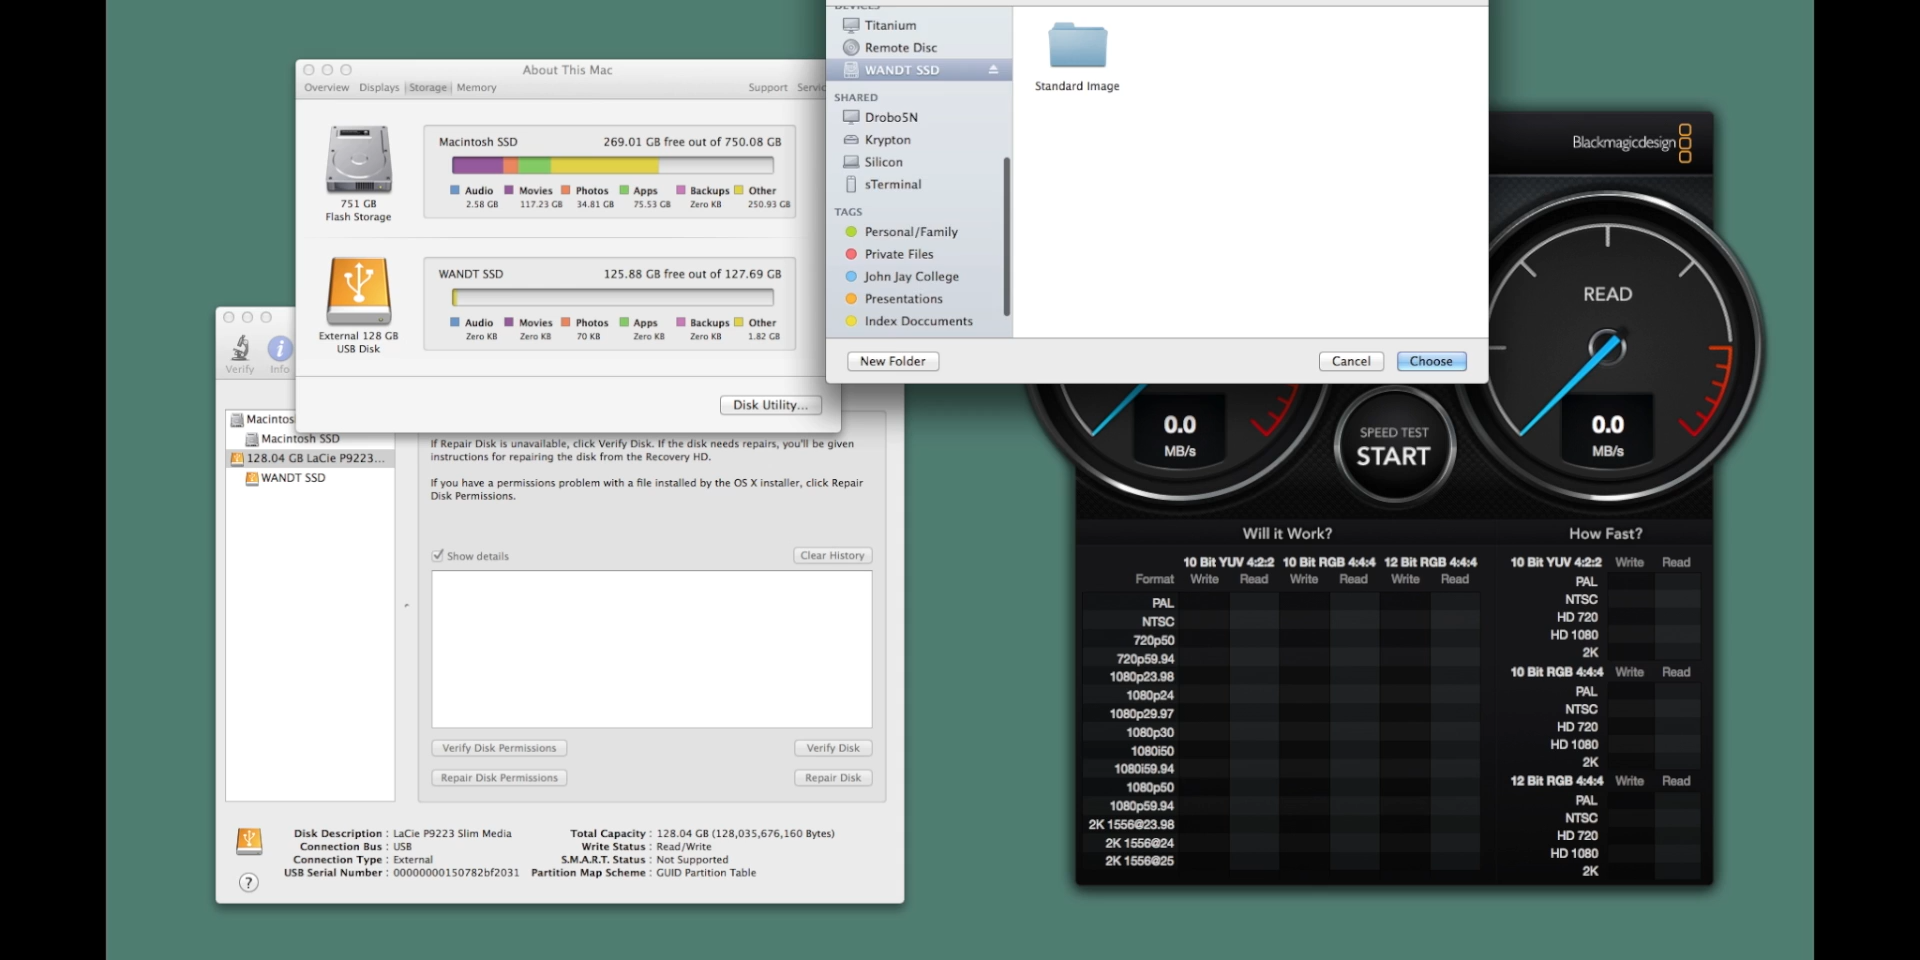 About This Mac
Overview Displays Storage Memory Support
Macintosh SSD 269.01 GB free out of 750.08 GB
Audio Movies Photos Apps Backups Other
2.58 GB 117.23 GB 34.81 GB 75.53 GB Zero KB 250.93 GB
751 GB
Flash Storage
WANDT SSD 125.88 GB free out of 127.69 GB
Audio Movies Photos Apps Backups Other
Zero KB Zero KB 70 KB Zero KB Zero KB 1.82 GB
External 128 GB
USB Disk
Disk Utility...
DEVICES
Titanium
Remote Disc
WANDT SSD
SHARED
Drobo5N
Krypton
Silicon
sTerminal
TAGS
Personal/Family
Private Files
John Jay College
Presentations
Index Doccuments
Standard Image
New Folder Cancel Choose
Verify Info
Macintos
Macintosh SSD
128.04 GB LaCie P9223...
WANDT SSD
If Repair Disk is unavailable, click Verify Disk. If the disk needs repairs, you'll be given
instructions for repairing the disk from the Recovery HD.
If you have a permissions problem with a file installed by the OS X installer, click Repair
Disk Permissions.
Show details Clear History
Verify Disk Permissions Verify Disk
Repair Disk Permissions Repair Disk
Disk Description : LaCie P9223 Slim Media Total Capacity : 128.04 GB (128,035,676,160 Bytes)
Connection Bus : USB Write Status : Read/Write
Connection Type : External S.M.A.R.T. Status : Not Supported
USB Serial Number : 00000000150782bf2031 Partition Map Scheme : GUID Partition Table
?
Blackmagicdesign
READ
0.0
MB/s
SPEED TEST
START
0.0
MB/s
Will it Work?
10 Bit YUV 4:2:2 10 Bit RGB 4:4:4 12 Bit RGB 4:4:4
Format Write Read Write Read Write Read
PAL
NTSC
720p50
720p59.94
1080p23.98
1080p24
1080p29.97
1080p30
1080i50
1080i59.94
1080p50
1080p59.94
2K 1556@23.98
2K 1556@24
2K 1556@25
How Fast?
10 Bit YUV 4:2:2 Write Read
PAL
NTSC
HD 720
HD 1080
2K
10 Bit RGB 4:4:4 Write Read
PAL
NTSC
HD 720
HD 1080
2K
12 Bit RGB 4:4:4 Write Read
PAL
NTSC
HD 720
HD 1080
2K